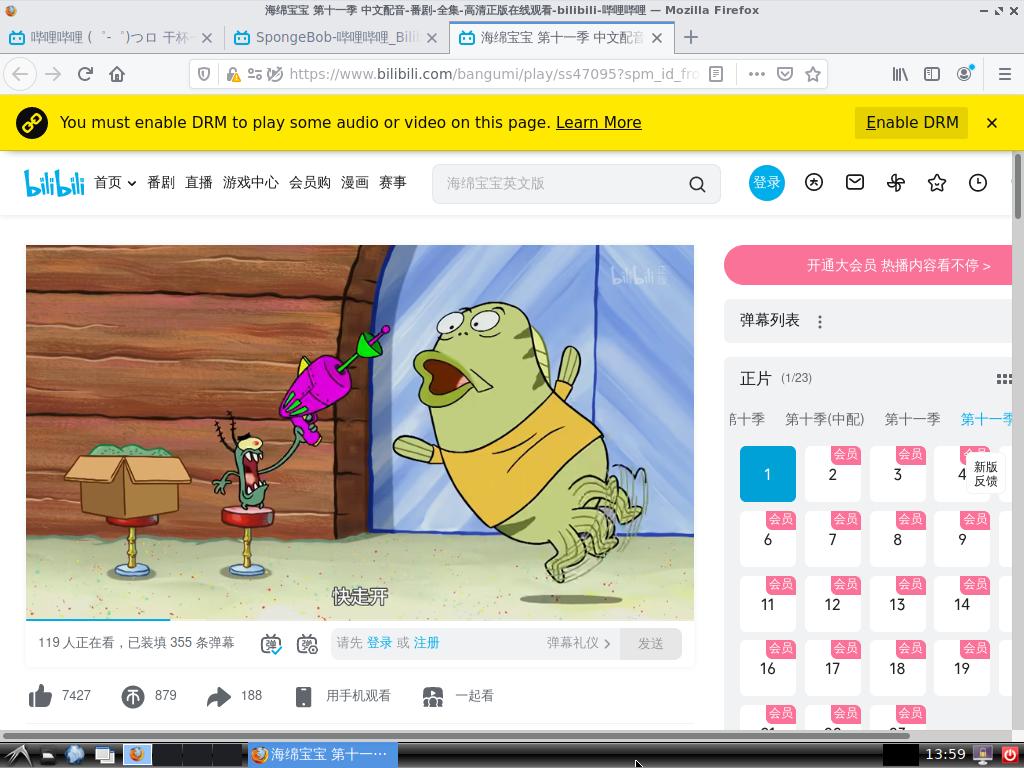 海绵宝宝 第十一季 中文配音-番剧-全集-高清正版在线观看-bilibili-哔哩哔哩 — Mozilla Firefox
哔哩哔哩 (゜-゜)つロ 干杯~
SpongeBob-哔哩哔哩_Bili
海绵宝宝 第十一季 中文配音
https://www.bilibili.com/bangumi/play/ss47095?spm_id_fro
You must enable DRM to play some audio or video on this page. Learn More
Enable DRM
bilibili 首页 番剧 直播 游戏中心 会员购 漫画 赛事
海绵宝宝英文版
登录
bilibili
开通大会员 热播内容看不停 >
弹幕列表
正片 (1/23)
第十季 第十季(中配) 第十一季 第十一季
1
会员 2
会员 3
会员 4
新版
反馈
会员 6
会员 7
会员 8
会员 9
会员 11
会员 12
会员 13
会员 14
会员 16
会员 17
会员 18
会员 19
会员
会员
会员
快走开
119 人正在看，已装填 355 条弹幕
弹
弹
请先 登录 或 注册
弹幕礼仪 >
发送
7427
879
188
用手机观看
一起看
海绵宝宝 第十一…
13:59